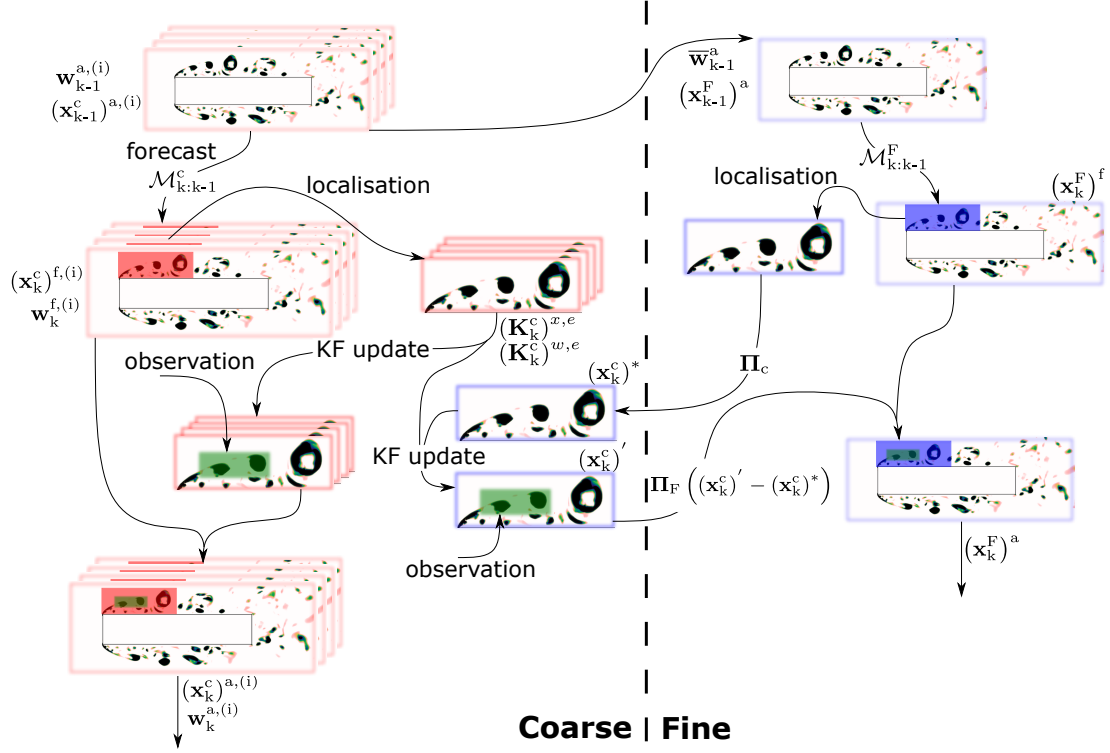 w_{k-1}^{a,(i)}
(x_{k-1}^c)^{a,(i)}
\overline{w}_{k-1}^a
(x_{k-1}^F)^a
forecast
M_{k:k-1}^c
M_{k:k-1}^F
localisation
localisation
(x_k^F)^f
(x_k^c)^{f,(i)}
w_k^{f,(i)}
(K_k^c)^{x,e}
(K_k^c)^{w,e}
observation
KF update
Π_c
(x_k^c)^*
KF update
(x_k^c)'
Π_F ((x_k^c)' − (x_k^c)^*)
observation
(x_k^F)^a
(x_k^c)^{a,(i)}
w_k^{a,(i)}
Coarse
Fine